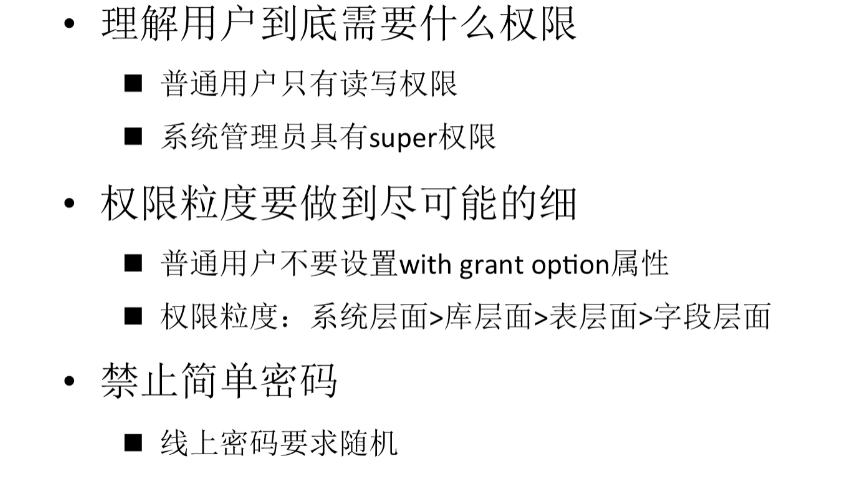 • 理解用户到底需要什么权限
■ 普通用户只有读写权限
■ 系统管理员具有super权限
• 权限粒度要做到尽可能的细
■ 普通用户不要设置with grant option属性
■ 权限粒度：系统层面>库层面>表层面>字段层面
• 禁止简单密码
■ 线上密码要求随机